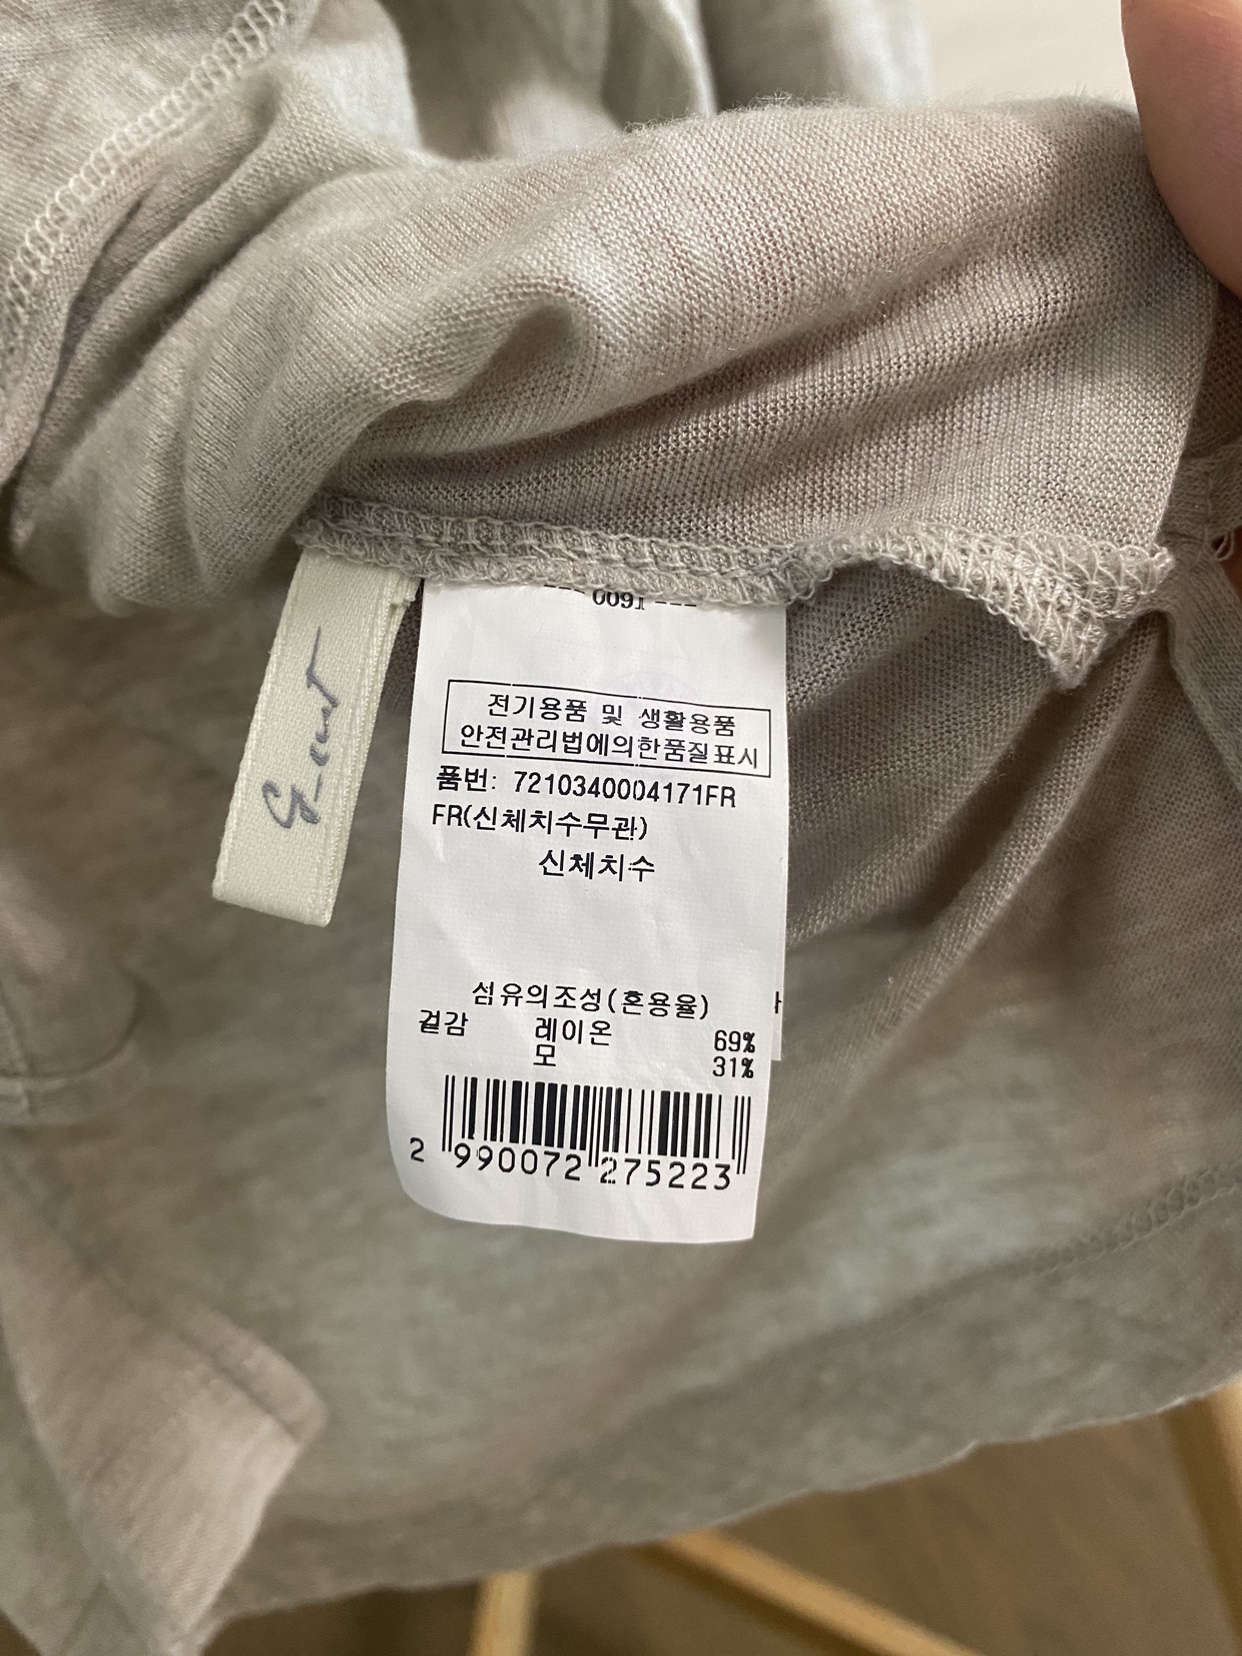 g-cut
--- 0091 ---
전기용품 및 생활용품
안전관리법에의한품질표시
품번: 7210340004171FR
FR(신체치수무관)
신체치수
섬유의조성(혼용율)
겉감 레이온 69%
모 31%
2 990072 275223